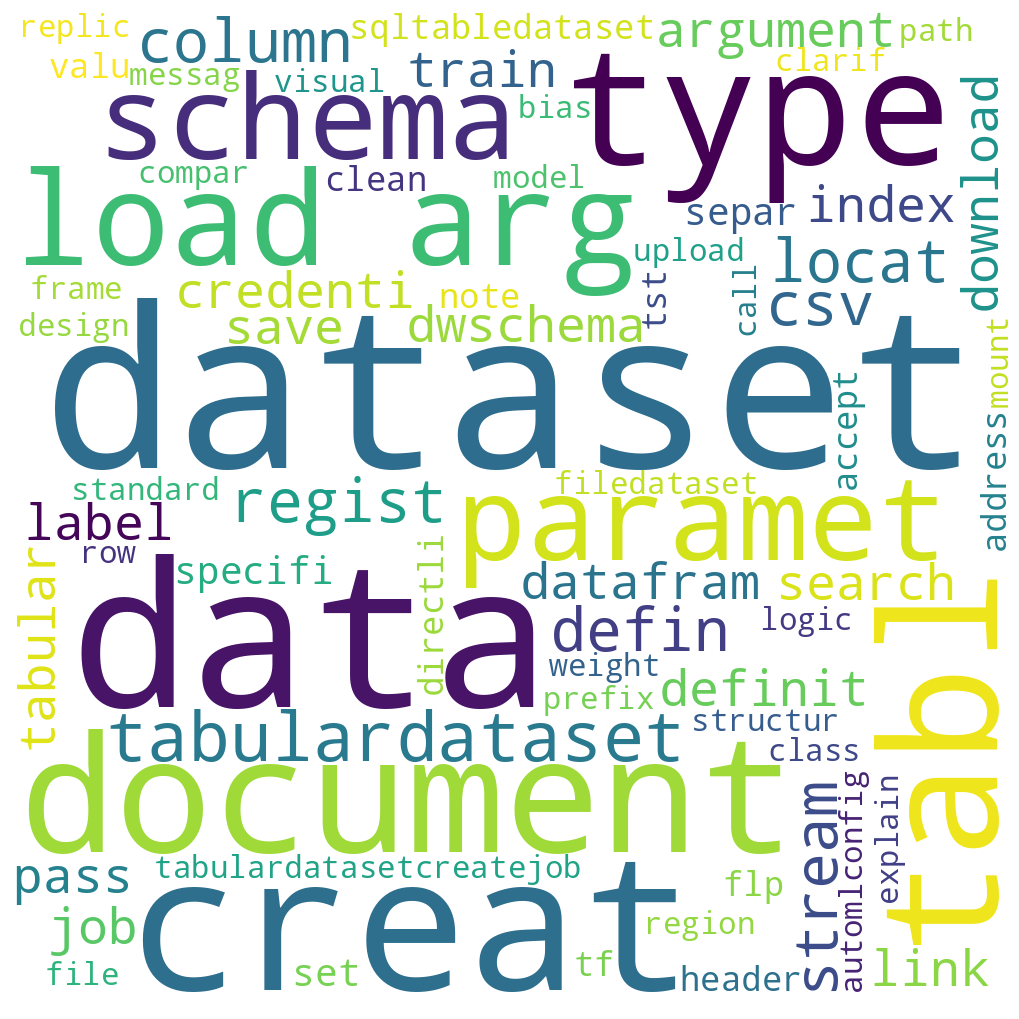 replic
column
sqltabledataset
argument
path
valu
messag
visual
train
clarif
type
schema
bias
download
compar
clean
model
load arg
separ
index
upload
locat
frame
credenti
note
tst
call
csv
design
save
dwschema
mount
dataset
accept
address
standard
regist
filedataset
paramet
label
row
tabular
specifi
directli
datafram
search
data
defin
logic
tabl
weight
prefix
definit
tabulardataset
structur
class
document
stream
automlconfig
explain
pass
tabulardatasetcreatejob
flp
creat
job
region
file
set
tf
header
link